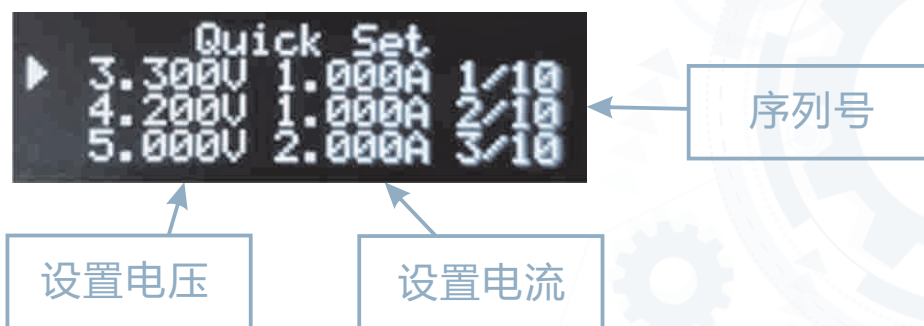 Quick Set
3.300V 1.000A 1/10
4.200V 1.000A 2/10
5.000V 2.000A 3/10
序列号
设置电压
设置电流